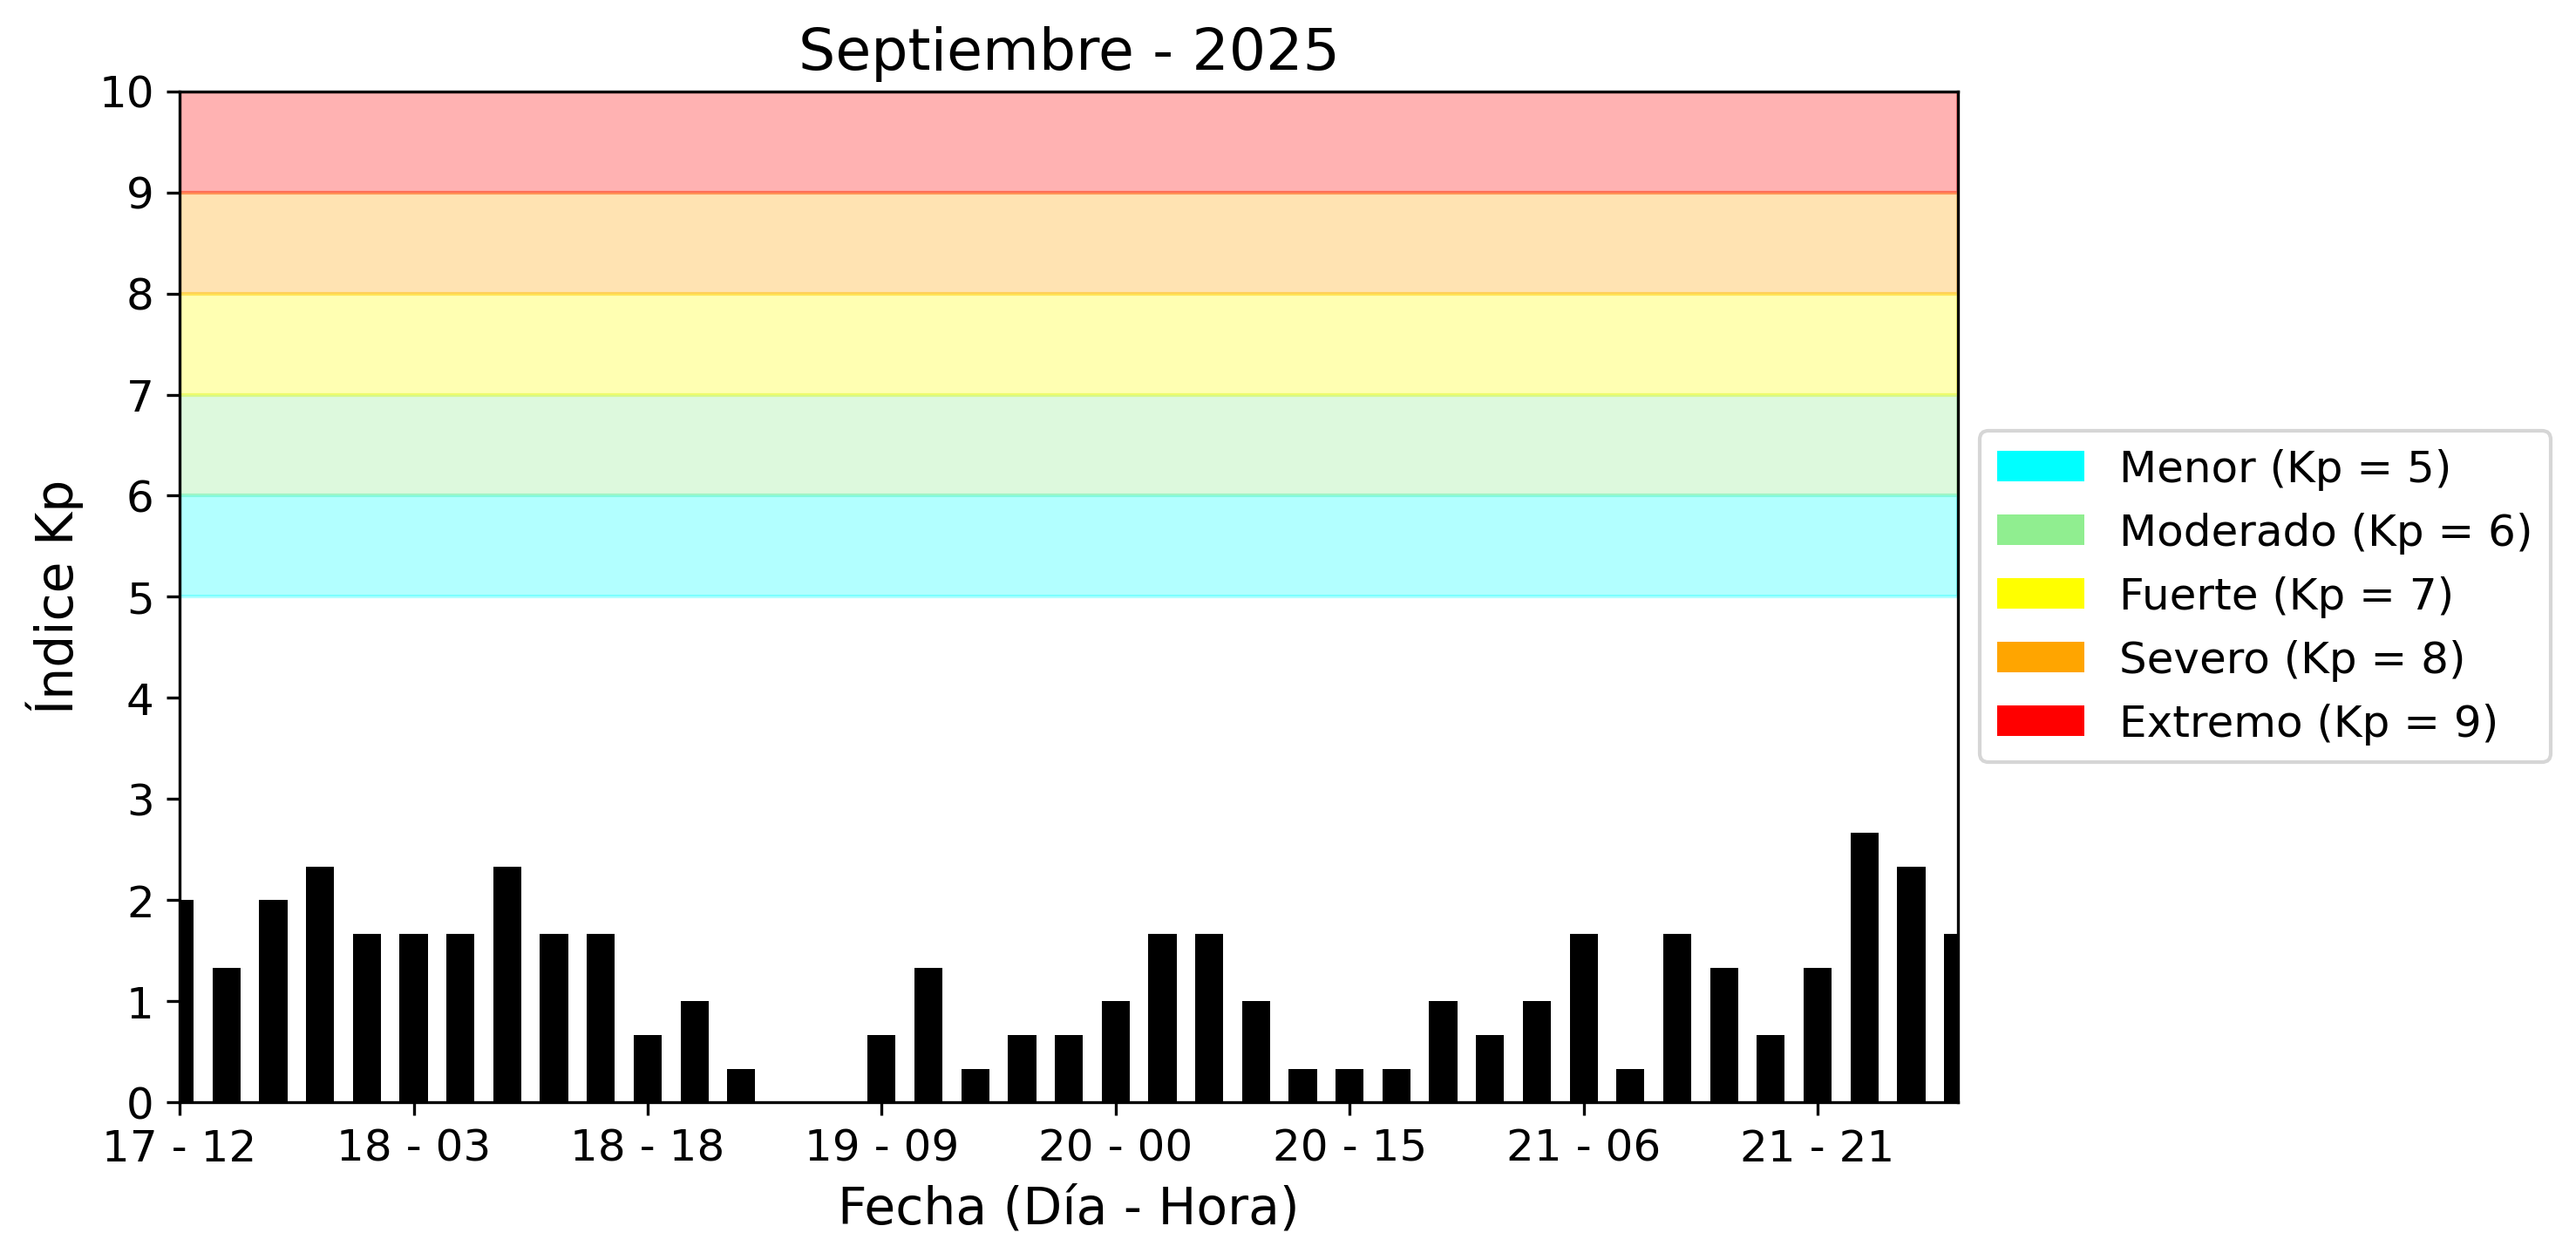 Septiembre - 2025
Índice Kp
10
9
8
7
6
5
4
3
2
1
0
17 - 12
18 - 03
18 - 18
19 - 09
20 - 00
20 - 15
21 - 06
21 - 21
Fecha (Día - Hora)
Menor (Kp = 5)
Moderado (Kp = 6)
Fuerte (Kp = 7)
Severo (Kp = 8)
Extremo (Kp = 9)